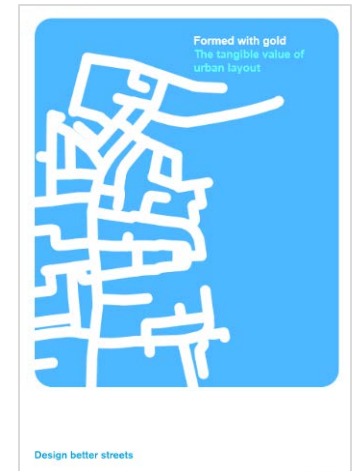 Formed with gold
The tangible value of
urban layout
Design better streets